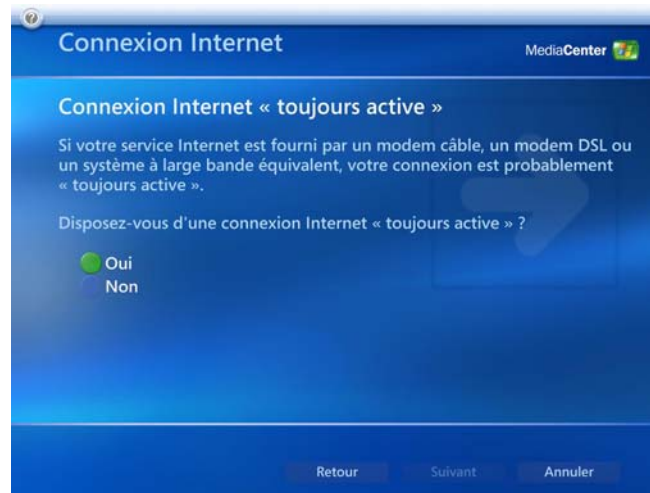 ?
Connexion Internet
MediaCenter
Connexion Internet « toujours active »
Si votre service Internet est fourni par un modem câble, un modem DSL ou
un système à large bande équivalent, votre connexion est probablement
« toujours active ».
Disposez-vous d'une connexion Internet « toujours active » ?
Oui
Non
Retour Suivant Annuler